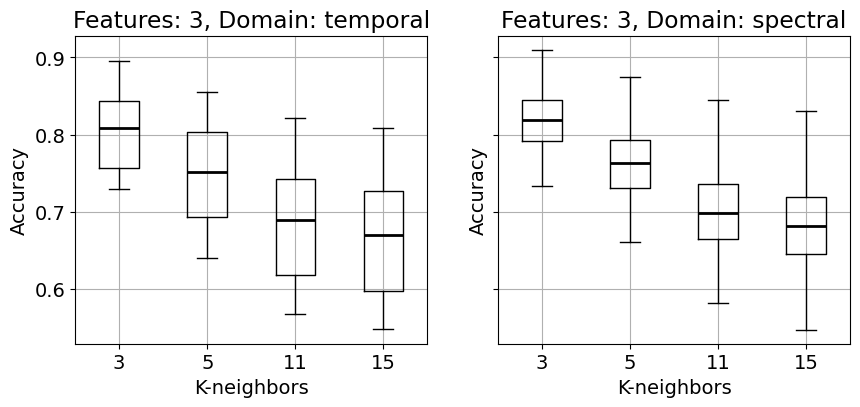 Features: 3, Domain: temporal
Accuracy
0.9
0.8
0.7
0.6
3 5 11 15
K-neighbors
Features: 3, Domain: spectral
Accuracy
3 5 11 15
K-neighbors